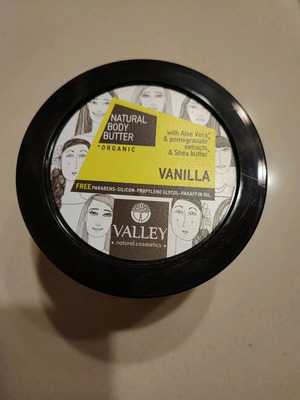 NATURAL
BODY
BUTTER
*ORGANIC
with Aloe Vera*
& pomegranate*
extracts
& Shea butter*
VANILLA
FREE PARABENS-SILICON-PROPYLENE GLYCOL-PARAFFIN OIL
VALLEY
• natural cosmetics •